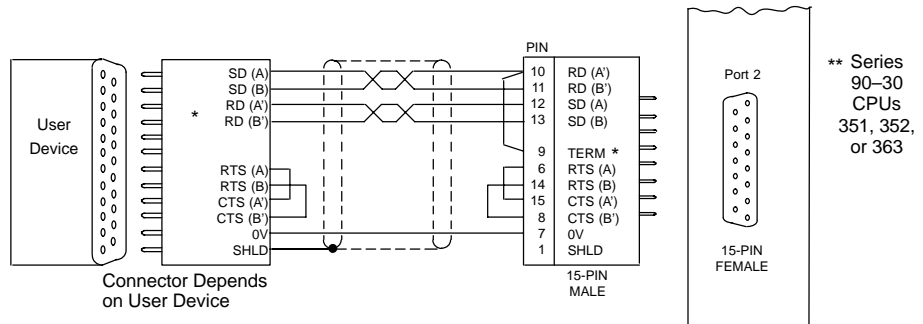 User
Device
*
SD (A)
SD (B)
RD (A')
RD (B')
RTS (A)
RTS (B)
CTS (A')
CTS (B')
0V
SHLD
Connector Depends
on User Device
PIN
10 RD (A')
11 RD (B')
12 SD (A)
13 SD (B)
9 TERM *
6 RTS (A)
14 RTS (B)
15 CTS (A')
8 CTS (B')
7 0V
1 SHLD
15-PIN
MALE
Port 2
15-PIN
FEMALE
** Series
90–30
CPUs
351, 352,
or 363